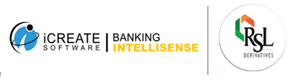 iCREATE
SOFTWARE
BANKING
INTELLISENSE
RSL
DERIVATIVES